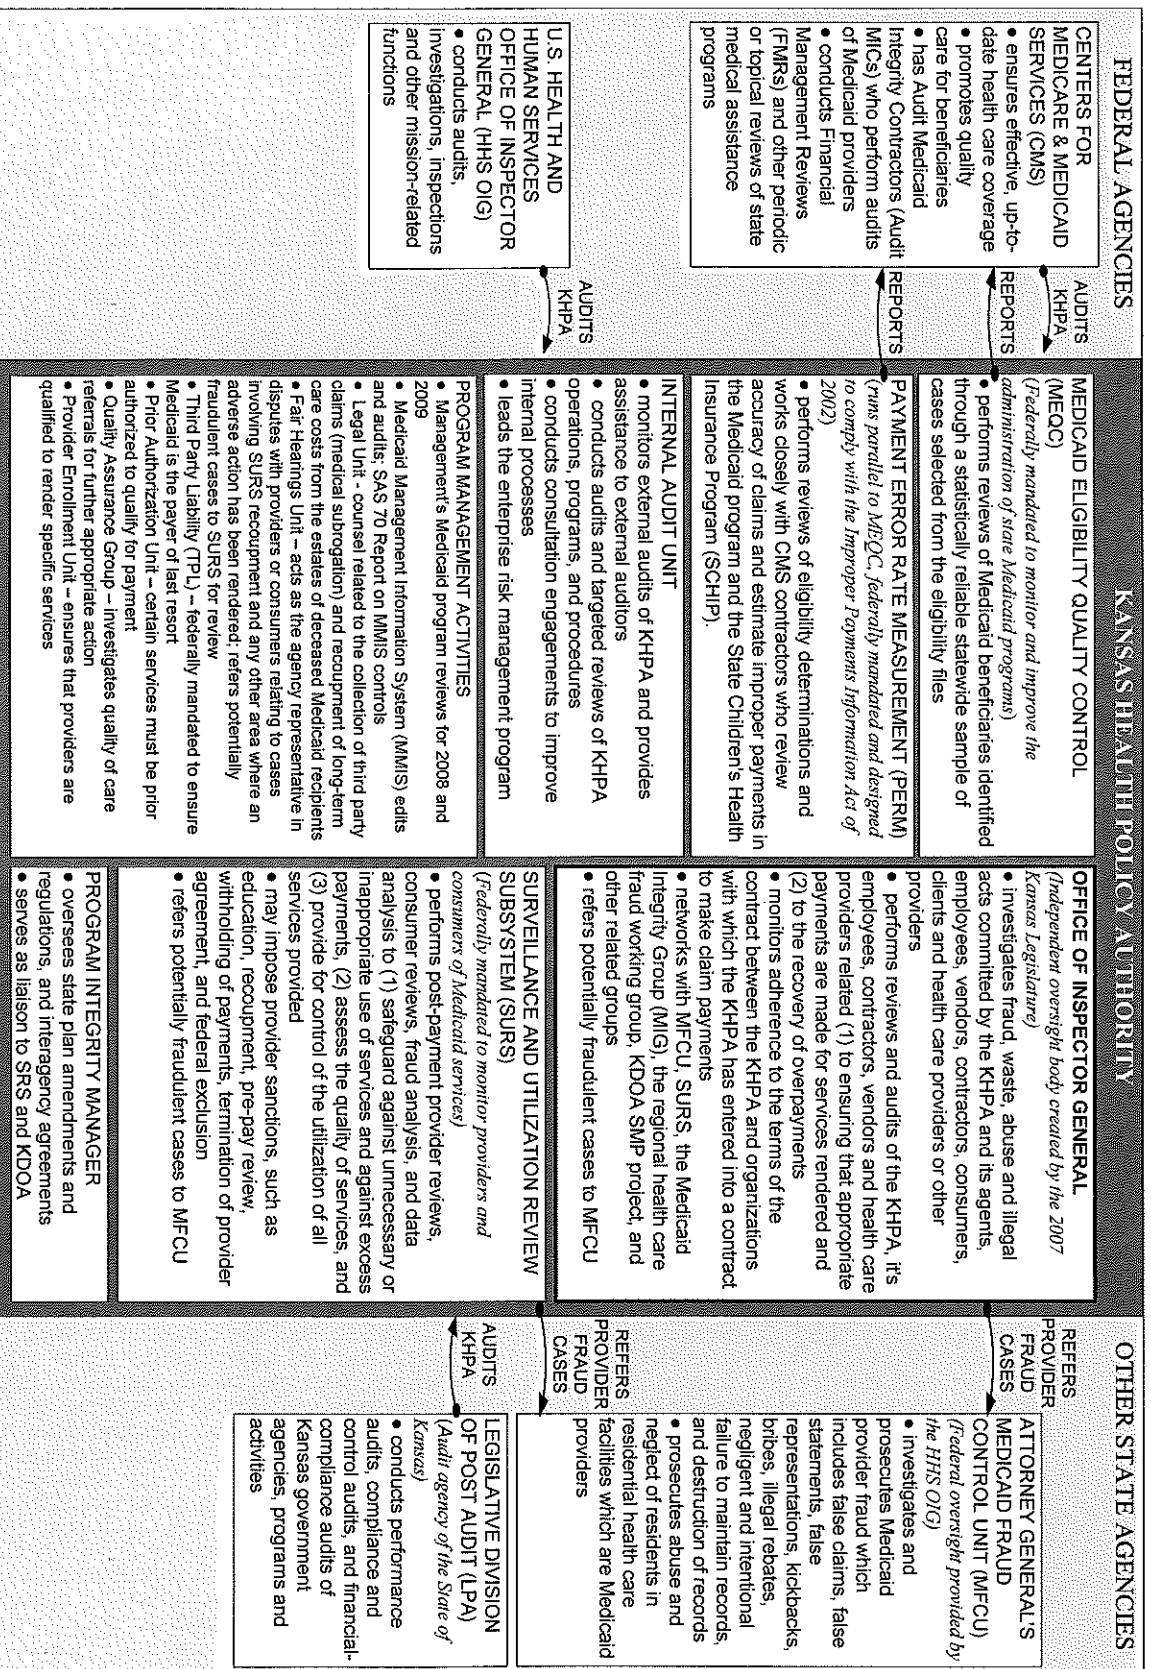 FEDERAL AGENCIES
CENTERS FOR
MEDICARE & MEDICAID
SERVICES (CMS)
• ensures effective, up-to-
date health care coverage
• promotes quality
care for beneficiaries
• has Audit Medicaid
Integrity Contractors (Audit
MICs) who perform audits
of Medicaid providers
• conducts Financial
Management Reviews
(FMRs) and other periodic
or topical reviews of state
medical assistance
programs
U.S. HEALTH AND
HUMAN SERVICES
OFFICE OF INSPECTOR
GENERAL (HHS OIG)
• conducts audits,
investigations, inspections
and other mission-related
functions
AUDITS
KHPA
REPORTS
REPORTS
AUDITS
KHPA
KANSAS HEALTH POLICY AUTHORITY
MEDICAID ELIGIBILITY QUALITY CONTROL
(MEQC)
(Federally mandated to monitor and improve the
administration of state Medicaid programs)
• performs reviews of Medicaid beneficiaries identified
through a statistically reliable statewide sample of
cases selected from the eligibility files
PAYMENT ERROR RATE MEASUREMENT (PERM)
(runs parallel to MEQC, federally mandated and designed
to comply with the Improper Payments Information Act of
2002)
• performs reviews of eligibility determinations and
works closely with CMS contractors who review
accuracy of claims and estimate improper payments in
the Medicaid program and the State Children's Health
Insurance Program (SCHIP).
INTERNAL AUDIT UNIT
• monitors external audits of KHPA and provides
assistance to external auditors
• conducts audits and targeted reviews of KHPA
operations, programs, and procedures
• conducts consultation engagements to improve
internal processes
• leads the enterprise risk management program
PROGRAM MANAGEMENT ACTIVITIES
• Management's Medicaid program reviews for 2008 and
2009
• Medicaid Management Information System (MMIS) edits
and audits; SAS 70 Report on MMIS controls
• Legal Unit - counsel related to the collection of third party
claims (medical subrogation) and recoupment of long-term
care costs from the estates of deceased Medicaid recipients
• Fair Hearings Unit – acts as the agency representative in
disputes with providers or consumers relating to cases
involving SURS recoupment and any other area where an
adverse action has been rendered; refers potentially
fraudulent cases to SURS for review
• Third Party Liability (TPL) – federally mandated to ensure
Medicaid is the payer of last resort
• Prior Authorization Unit – certain services must be prior
authorized to qualify for payment
• Quality Assurance Group – investigates quality of care
referrals for further appropriate action
• Provider Enrollment Unit – ensures that providers are
qualified to render specific services
OFFICE OF INSPECTOR GENERAL
(Independent oversight body created by the 2007
Kansas Legislature)
• investigates fraud, waste, abuse and illegal
acts committed by the KHPA and its agents,
employees, vendors, contractors, consumers,
clients and health care providers or other
providers
• performs reviews and audits of the KHPA, it's
employees, contractors, vendors and health care
providers related (1) to ensuring that appropriate
payments are made for services rendered and
(2) to the recovery of overpayments
• monitors adherence to the terms of the
contract between the KHPA and organizations
with which the KHPA has entered into a contract
to make claim payments
• networks with MFCU, SURS, the Medicaid
Integrity Group (MIG), the regional health care
fraud working group, KDOA SMP project, and
other related groups
• refers potentially fraudulent cases to MFCU
SURVEILLANCE AND UTILIZATION REVIEW
SUBSYSTEM (SURS)
(Federally mandated to monitor providers and
consumers of Medicaid services)
• performs post-payment provider reviews,
consumer reviews, fraud analysis, and data
analysis to (1) safeguard against unnecessary or
inappropriate use of services and against excess
payments, (2) assess the quality of services, and
(3) provide for control of the utilization of all
services provided
• may impose provider sanctions, such as
education, recoupment, pre-pay review,
withholding of payments, termination of provider
agreement, and federal exclusion
• refers potentially fraudulent cases to MFCU
PROGRAM INTEGRITY MANAGER
• oversees state plan amendments and
regulations, and interagency agreements
• serves as liaison to SRS and KDOA
OTHER STATE AGENCIES
REFERS
PROVIDER
FRAUD
CASES
REFERS
PROVIDER
FRAUD
CASES
AUDITS
KHPA
ATTORNEY GENERAL'S
MEDICAID FRAUD
CONTROL UNIT (MFCU)
(Federal oversight provided by
the HHS OIG)
• investigates and
prosecutes Medicaid
provider fraud which
includes false claims, false
statements, false
representations, kickbacks,
bribes, illegal rebates,
negligent and intentional
failure to maintain records,
and destruction of records
• prosecutes abuse and
neglect of residents in
residential health care
facilities which are Medicaid
providers
LEGISLATIVE DIVISION
OF POST AUDIT (LPA)
(Audit agency of the State of
Kansas)
• conducts performance
audits, compliance and
control audits, and financial-
compliance audits of
Kansas government
agencies, programs and
activities